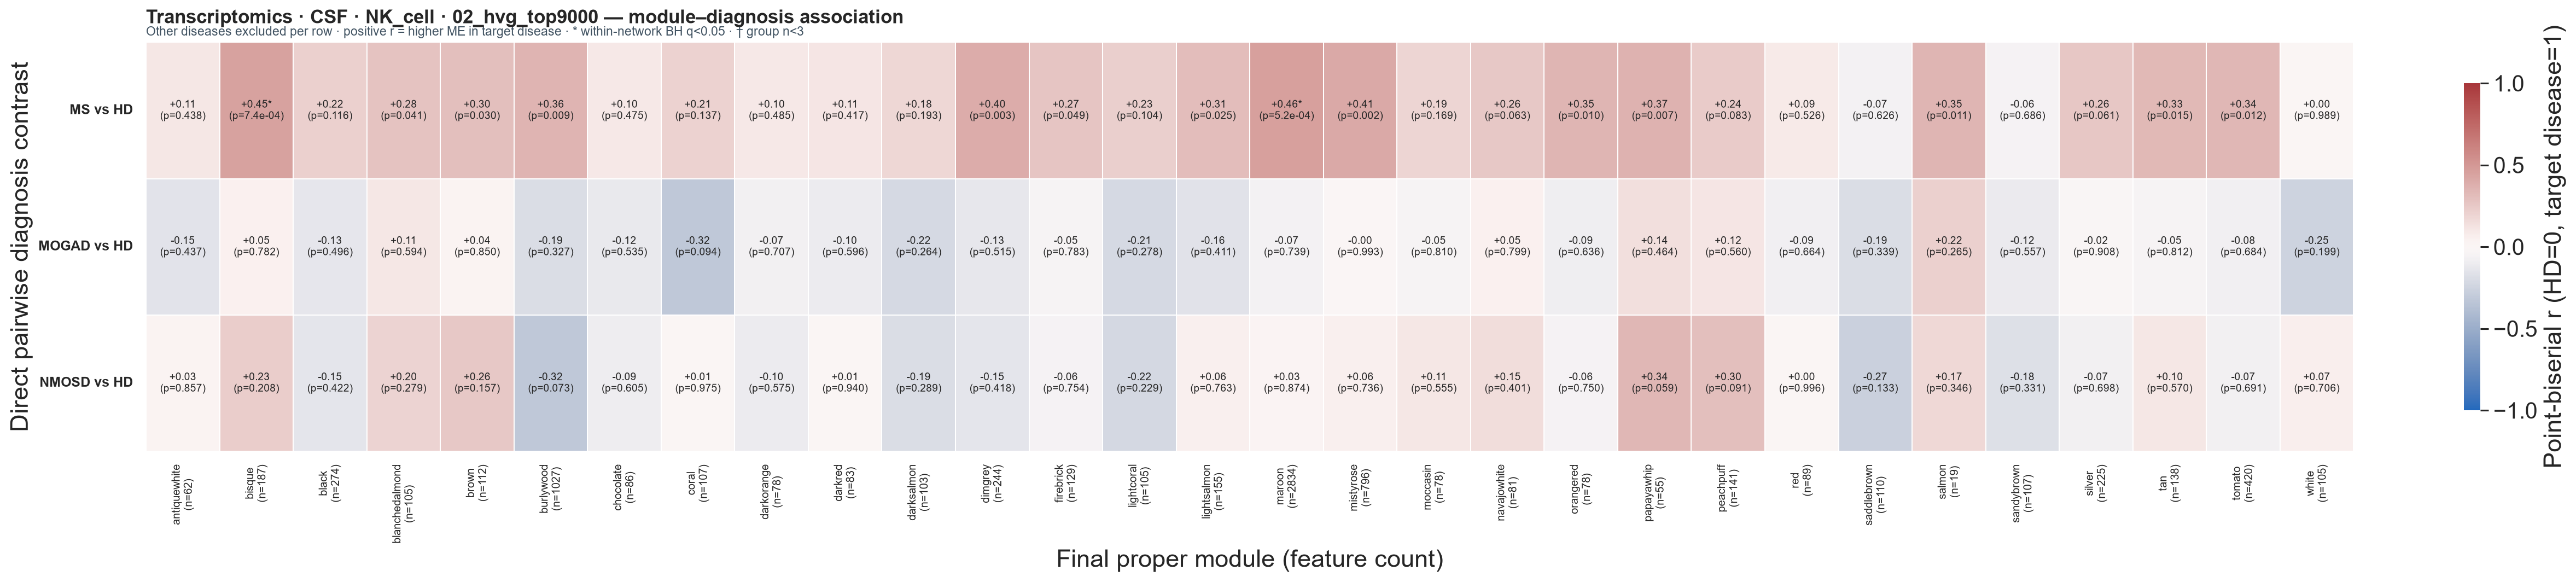 Transcriptomics · CSF · NK_cell · 02_hvg_top9000 — module–diagnosis association
Other diseases excluded per row · positive r = higher ME in target disease · * within-network BH q<0.05 · † group n<3
Direct pairwise diagnosis contrast
MS vs HD
+0.11 (p=0.438)
+0.45* (p=7.4e-04)
+0.22 (p=0.116)
+0.28 (p=0.041)
+0.30 (p=0.030)
+0.36 (p=0.009)
+0.10 (p=0.475)
+0.21 (p=0.137)
+0.10 (p=0.485)
+0.11 (p=0.417)
+0.18 (p=0.193)
+0.40 (p=0.003)
+0.27 (p=0.049)
+0.23 (p=0.104)
+0.31 (p=0.025)
+0.46* (p=5.2e-04)
+0.41 (p=0.002)
+0.19 (p=0.169)
+0.26 (p=0.063)
+0.35 (p=0.010)
+0.37 (p=0.007)
+0.24 (p=0.083)
+0.09 (p=0.526)
-0.07 (p=0.626)
+0.35 (p=0.011)
-0.06 (p=0.686)
+0.26 (p=0.061)
+0.33 (p=0.015)
+0.34 (p=0.012)
+0.00 (p=0.989)
MOGAD vs HD
-0.15 (p=0.437)
+0.05 (p=0.782)
-0.13 (p=0.496)
+0.11 (p=0.594)
+0.04 (p=0.850)
-0.19 (p=0.327)
-0.12 (p=0.535)
-0.32 (p=0.094)
-0.07 (p=0.707)
-0.10 (p=0.596)
-0.22 (p=0.264)
-0.13 (p=0.515)
-0.05 (p=0.783)
-0.21 (p=0.278)
-0.16 (p=0.411)
-0.07 (p=0.739)
-0.00 (p=0.993)
-0.05 (p=0.810)
+0.05 (p=0.799)
-0.09 (p=0.636)
+0.14 (p=0.464)
+0.12 (p=0.560)
-0.09 (p=0.664)
-0.19 (p=0.339)
+0.22 (p=0.265)
-0.12 (p=0.557)
-0.02 (p=0.908)
-0.05 (p=0.812)
-0.08 (p=0.684)
-0.25 (p=0.199)
NMOSD vs HD
+0.03 (p=0.857)
+0.23 (p=0.208)
-0.15 (p=0.422)
+0.20 (p=0.279)
+0.26 (p=0.157)
-0.32 (p=0.073)
-0.09 (p=0.605)
+0.01 (p=0.975)
-0.10 (p=0.575)
+0.01 (p=0.940)
-0.19 (p=0.289)
-0.15 (p=0.418)
-0.06 (p=0.754)
-0.22 (p=0.229)
+0.06 (p=0.763)
+0.03 (p=0.874)
+0.06 (p=0.736)
+0.11 (p=0.555)
+0.15 (p=0.401)
-0.06 (p=0.750)
+0.34 (p=0.059)
+0.30 (p=0.091)
+0.00 (p=0.996)
-0.27 (p=0.133)
+0.17 (p=0.346)
-0.18 (p=0.331)
-0.07 (p=0.698)
+0.10 (p=0.570)
-0.07 (p=0.691)
+0.07 (p=0.706)
antiquewhite (n=62)
bisque (n=187)
black (n=274)
blanchedalmond (n=105)
brown (n=112)
burlywood (n=1027)
chocolate (n=86)
coral (n=107)
darkorange (n=78)
darkred (n=83)
darksalmon (n=103)
dimgrey (n=244)
firebrick (n=129)
lightcoral (n=105)
lightsalmon (n=155)
maroon (n=2834)
mistyrose (n=796)
moccasin (n=78)
navajowhite (n=81)
orangered (n=78)
papayawhip (n=55)
peachpuff (n=141)
red (n=89)
saddlebrown (n=110)
salmon (n=19)
sandybrown (n=107)
silver (n=225)
tan (n=138)
tomato (n=420)
white (n=105)
Final proper module (feature count)
1.0
0.5
0.0
−0.5
−1.0
Point-biserial r (HD=0, target disease=1)